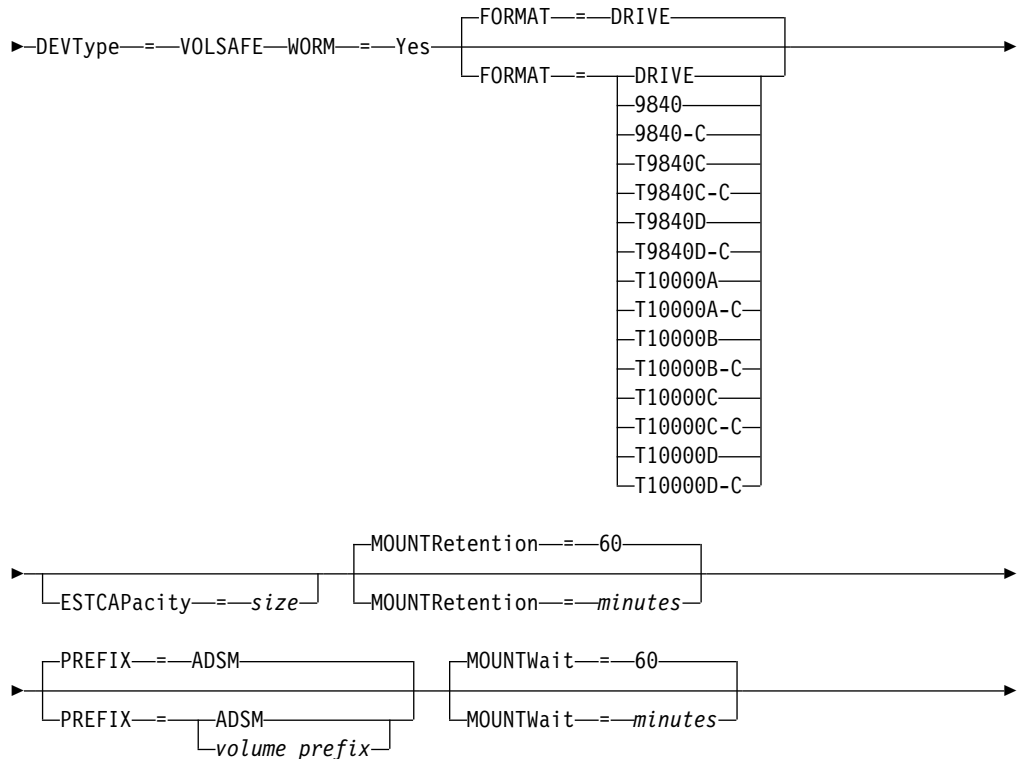 FORMAT = DRIVE
DEVType = VOLSAFE WORM = Yes
FORMAT = DRIVE
9840
9840-C
T9840C
T9840C-C
T9840D
T9840D-C
T10000A
T10000A-C
T10000B
T10000B-C
T10000C
T10000C-C
T10000D
T10000D-C
MOUNTRetention = 60
ESTCAPacity = size MOUNTRetention = minutes
PREFIX = ADSM MOUNTWait = 60
PREFIX = ADSM MOUNTWait = minutes
volume prefix